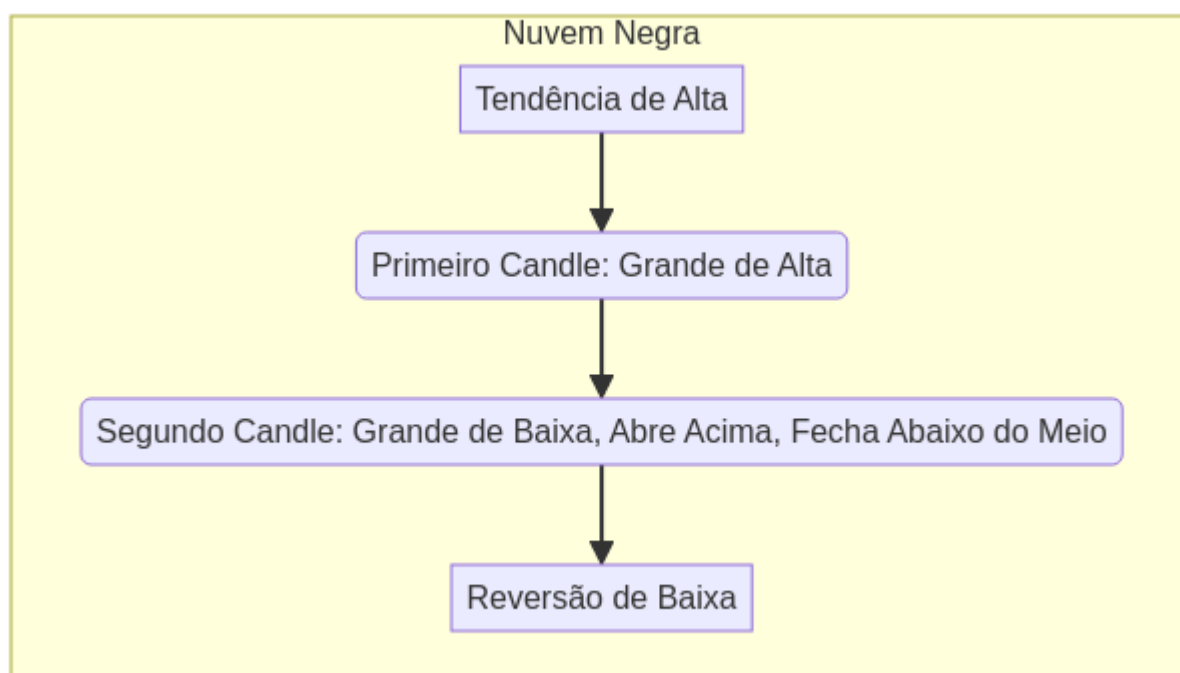 Nuvem Negra
Tendência de Alta
Primeiro Candle: Grande de Alta
Segundo Candle: Grande de Baixa, Abre Acima, Fecha Abaixo do Meio
Reversão de Baixa